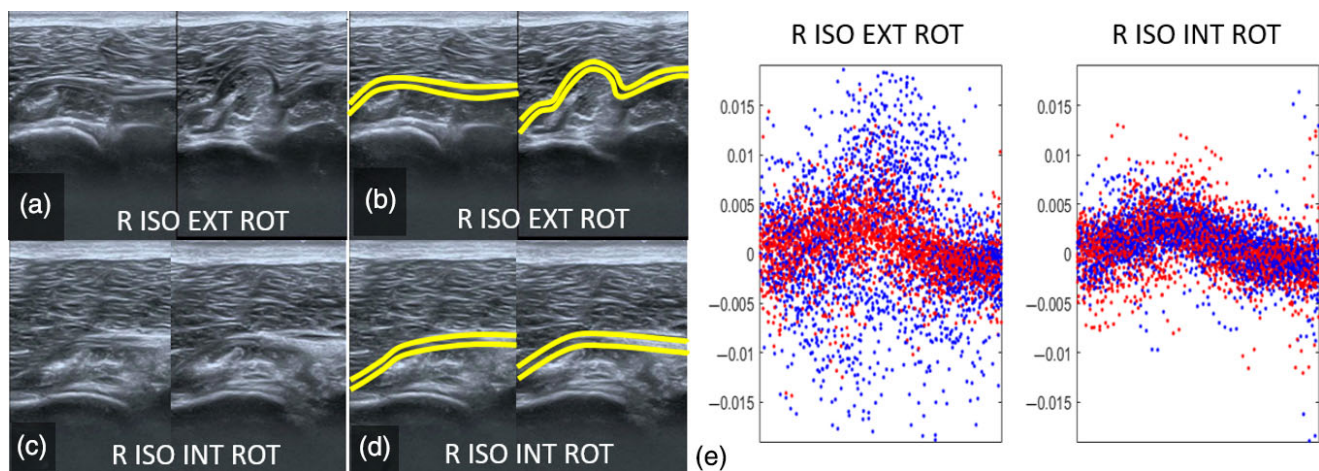 (a)
R ISO EXT ROT
(b)
R ISO EXT ROT
(c)
R ISO INT ROT
(d)
R ISO INT ROT
R ISO EXT ROT
0.015
0.01
0.005
0
−0.005
−0.01
−0.015
R ISO INT ROT
0.015
0.01
0.005
0
−0.005
−0.01
−0.015
(e)